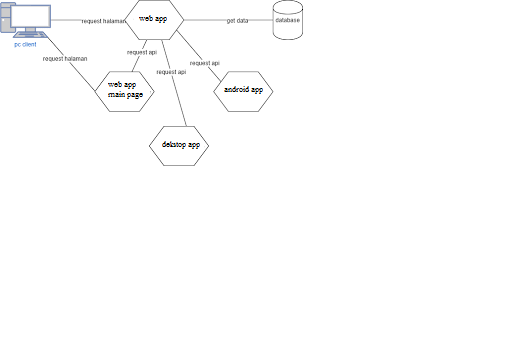 request halaman
web app
get data
database
pc client
request api
request halaman
request api
request api
web app
main page
android app
dekstop app